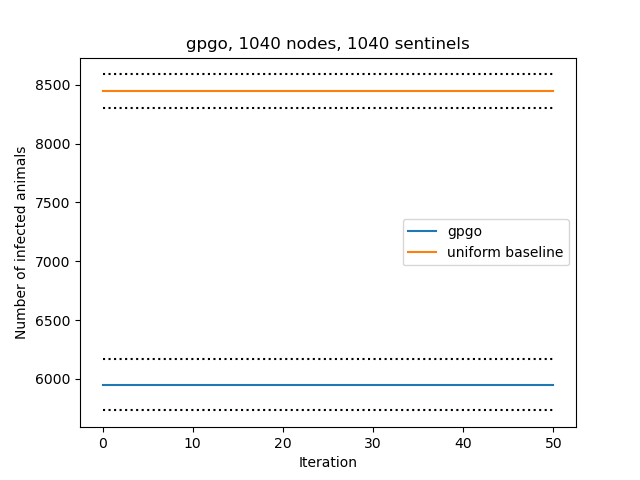 gpgo, 1040 nodes, 1040 sentinels
Number of infected animals
8500
8000
7500
7000
6500
6000
gpgo
uniform baseline
0 10 20 30 40 50
Iteration